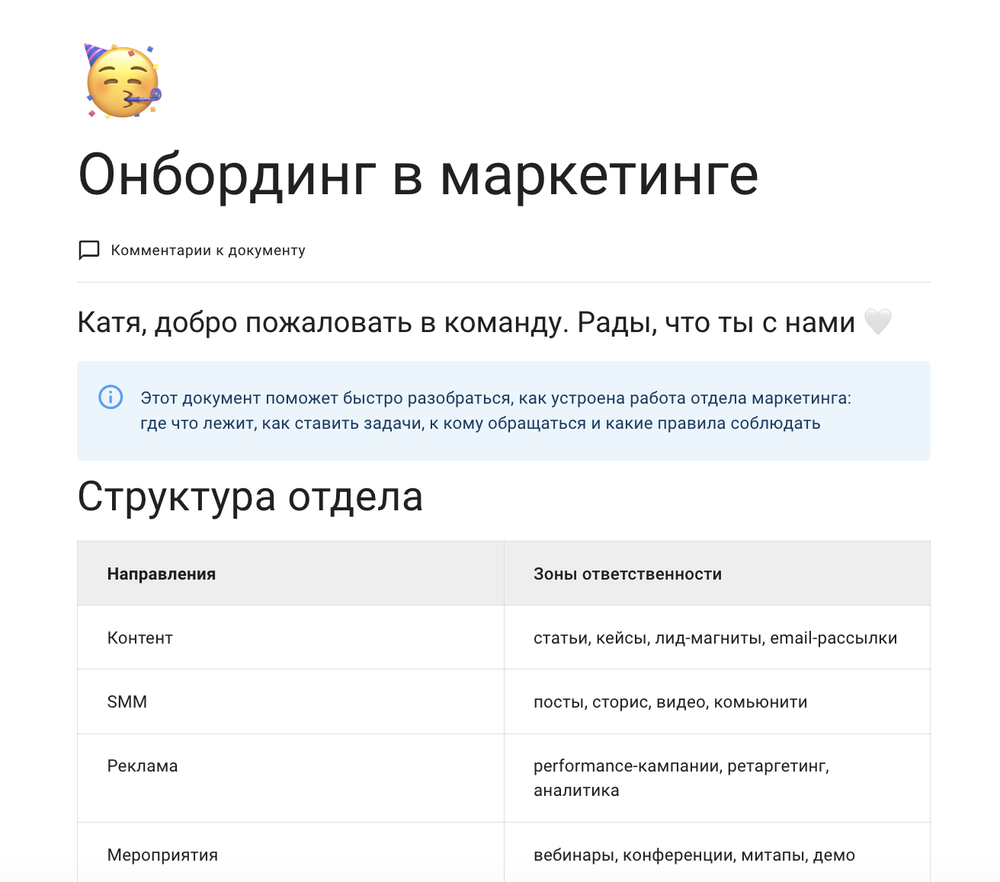 Онбординг в маркетинге
Комментарии к документу
Катя, добро пожаловать в команду. Рады, что ты с нами 🤍
Этот документ поможет быстро разобраться, как устроена работа отдела маркетинга:
где что лежит, как ставить задачи, к кому обращаться и какие правила соблюдать
Структура отдела
Направления
Зоны ответственности
Контент
статьи, кейсы, лид-магниты, email-рассылки
SMM
посты, сторис, видео, комьюнити
Реклама
performance-кампании, ретаргетинг,
аналитика
Мероприятия
вебинары, конференции, митапы, демо